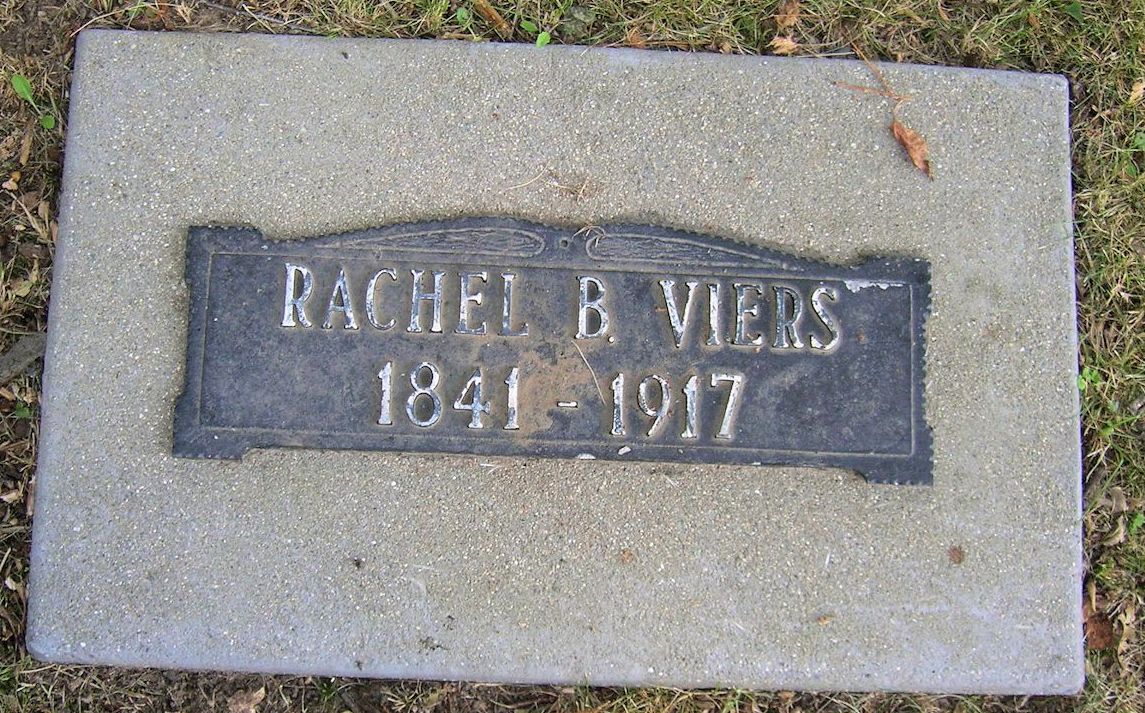 RACHEL B. VIERS
1841 - 1917